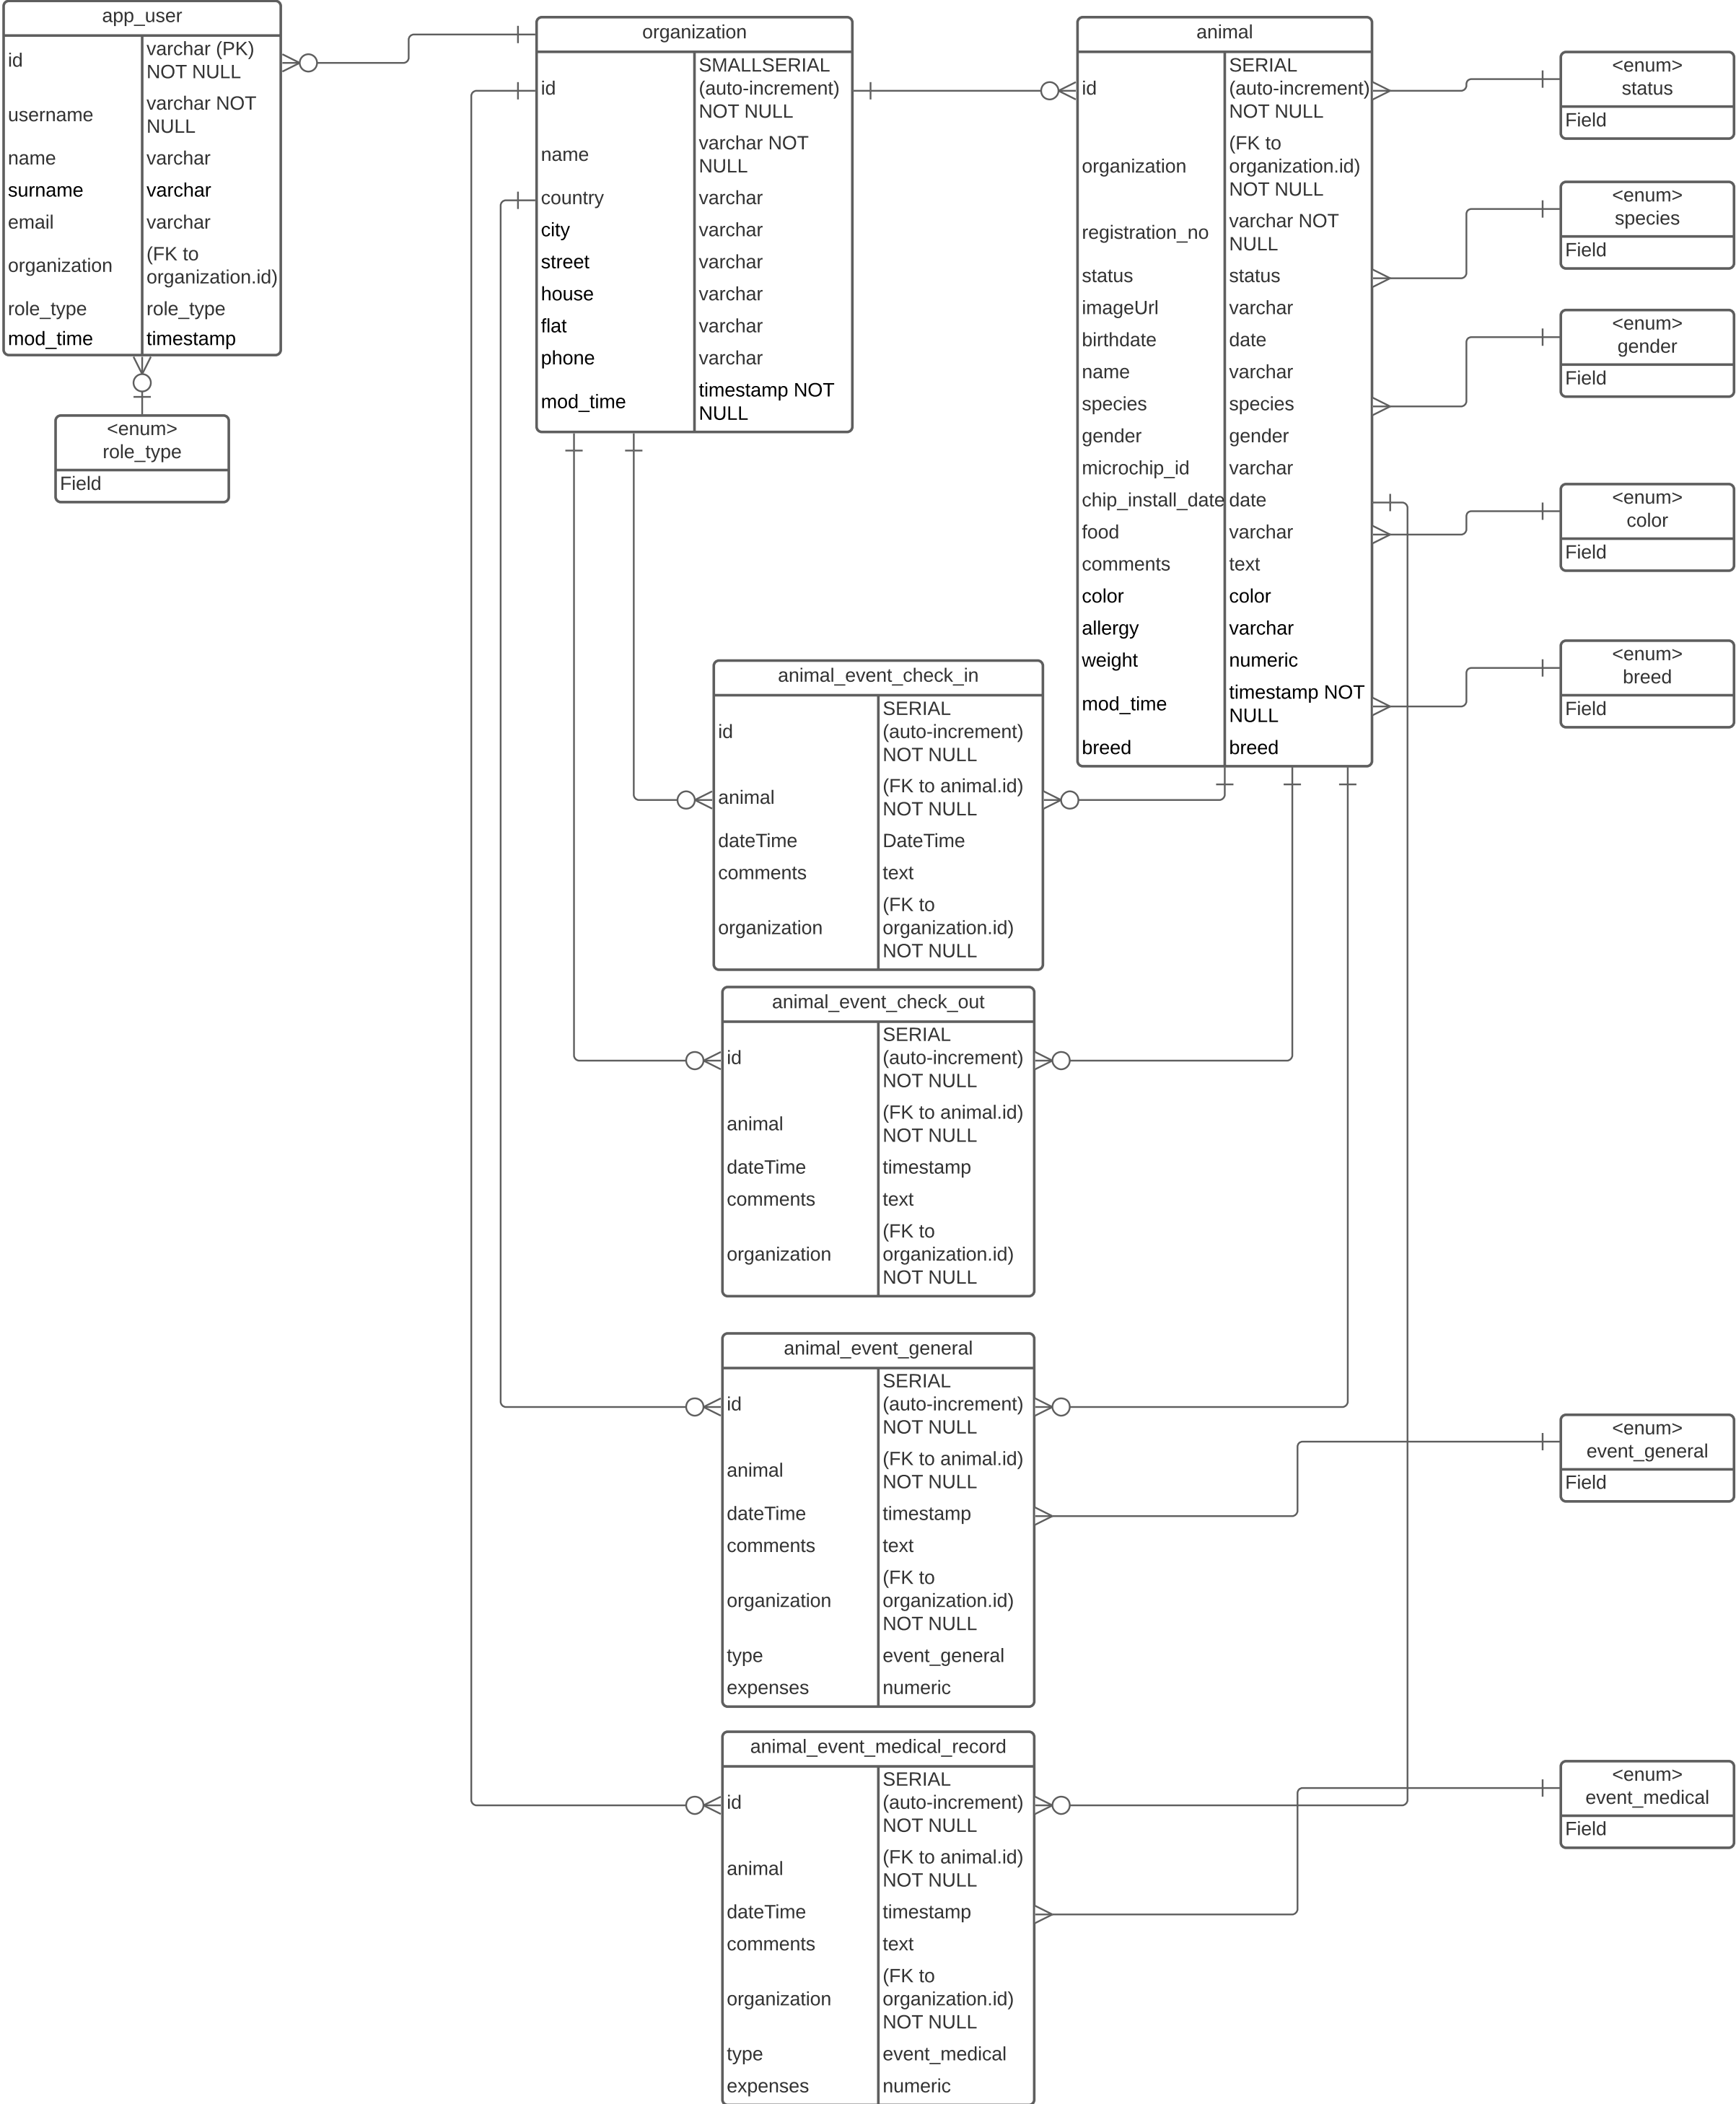 app_user
id
varchar (PK)
NOT NULL
username
varchar NOT
NULL
name
varchar
surname
varchar
email
varchar
organization
(FK to
organization.id)
role_type
role_type
mod_time
timestamp
<enum>
role_type
Field
organization
id
SMALLSERIAL
(auto-increment)
NOT NULL
name
varchar NOT
NULL
country
varchar
city
varchar
street
varchar
house
varchar
flat
varchar
phone
varchar
mod_time
timestamp NOT
NULL
animal
id
SERIAL
(auto-increment)
NOT NULL
organization
(FK to
organization.id)
NOT NULL
registration_no
varchar NOT
NULL
status
status
imageUrl
varchar
birthdate
date
name
varchar
species
species
gender
gender
microchip_id
varchar
chip_install_date
date
food
varchar
comments
text
color
color
allergy
varchar
weight
numeric
mod_time
timestamp NOT
NULL
breed
breed
<enum>
status
Field
<enum>
species
Field
<enum>
gender
Field
<enum>
color
Field
<enum>
breed
Field
animal_event_check_in
id
SERIAL
(auto-increment)
NOT NULL
animal
(FK to animal.id)
NOT NULL
dateTime
DateTime
comments
text
organization
(FK to
organization.id)
NOT NULL
animal_event_check_out
id
SERIAL
(auto-increment)
NOT NULL
animal
(FK to animal.id)
NOT NULL
dateTime
timestamp
comments
text
organization
(FK to
organization.id)
NOT NULL
animal_event_general
id
SERIAL
(auto-increment)
NOT NULL
animal
(FK to animal.id)
NOT NULL
dateTime
timestamp
comments
text
organization
(FK to
organization.id)
NOT NULL
type
event_general
expenses
numeric
<enum>
event_general
Field
animal_event_medical_record
id
SERIAL
(auto-increment)
NOT NULL
animal
(FK to animal.id)
NOT NULL
dateTime
timestamp
comments
text
organization
(FK to
organization.id)
NOT NULL
type
event_medical
expenses
numeric
<enum>
event_medical
Field